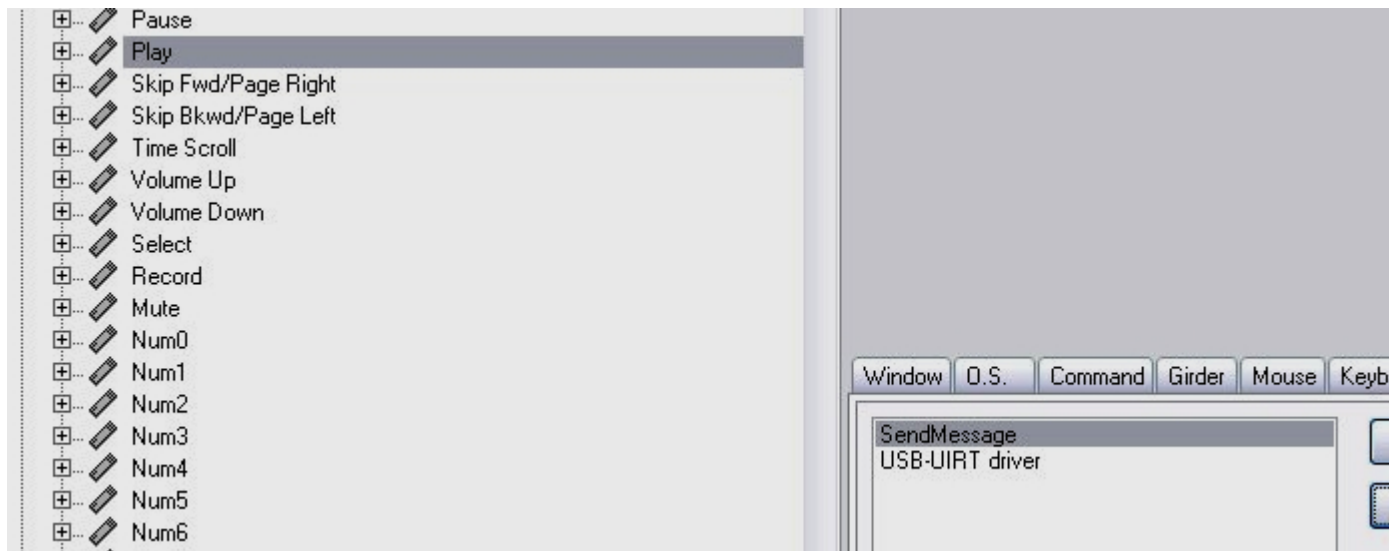 Pause
Play
Skip Fwd/Page Right
Skip Bkwd/Page Left
Time Scroll
Volume Up
Volume Down
Select
Record
Mute
Num0
Num1
Num2
Num3
Num4
Num5
Num6
Window O.S. Command Girder Mouse Keyb
SendMessage
USB-UIRT driver